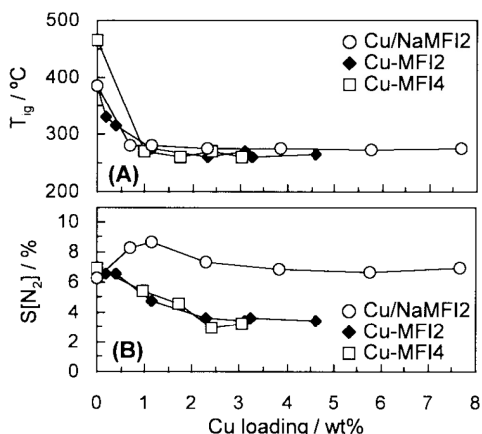 500
400
300
200
T_ig / ºC
Cu/NaMFI2
Cu-MFI2
Cu-MFI4
(A)
10
8
6
4
2
0
S[N₂] / %
Cu/NaMFI2
Cu-MFI2
Cu-MFI4
(B)
0 1 2 3 4 5 6 7 8
Cu loading / wt%